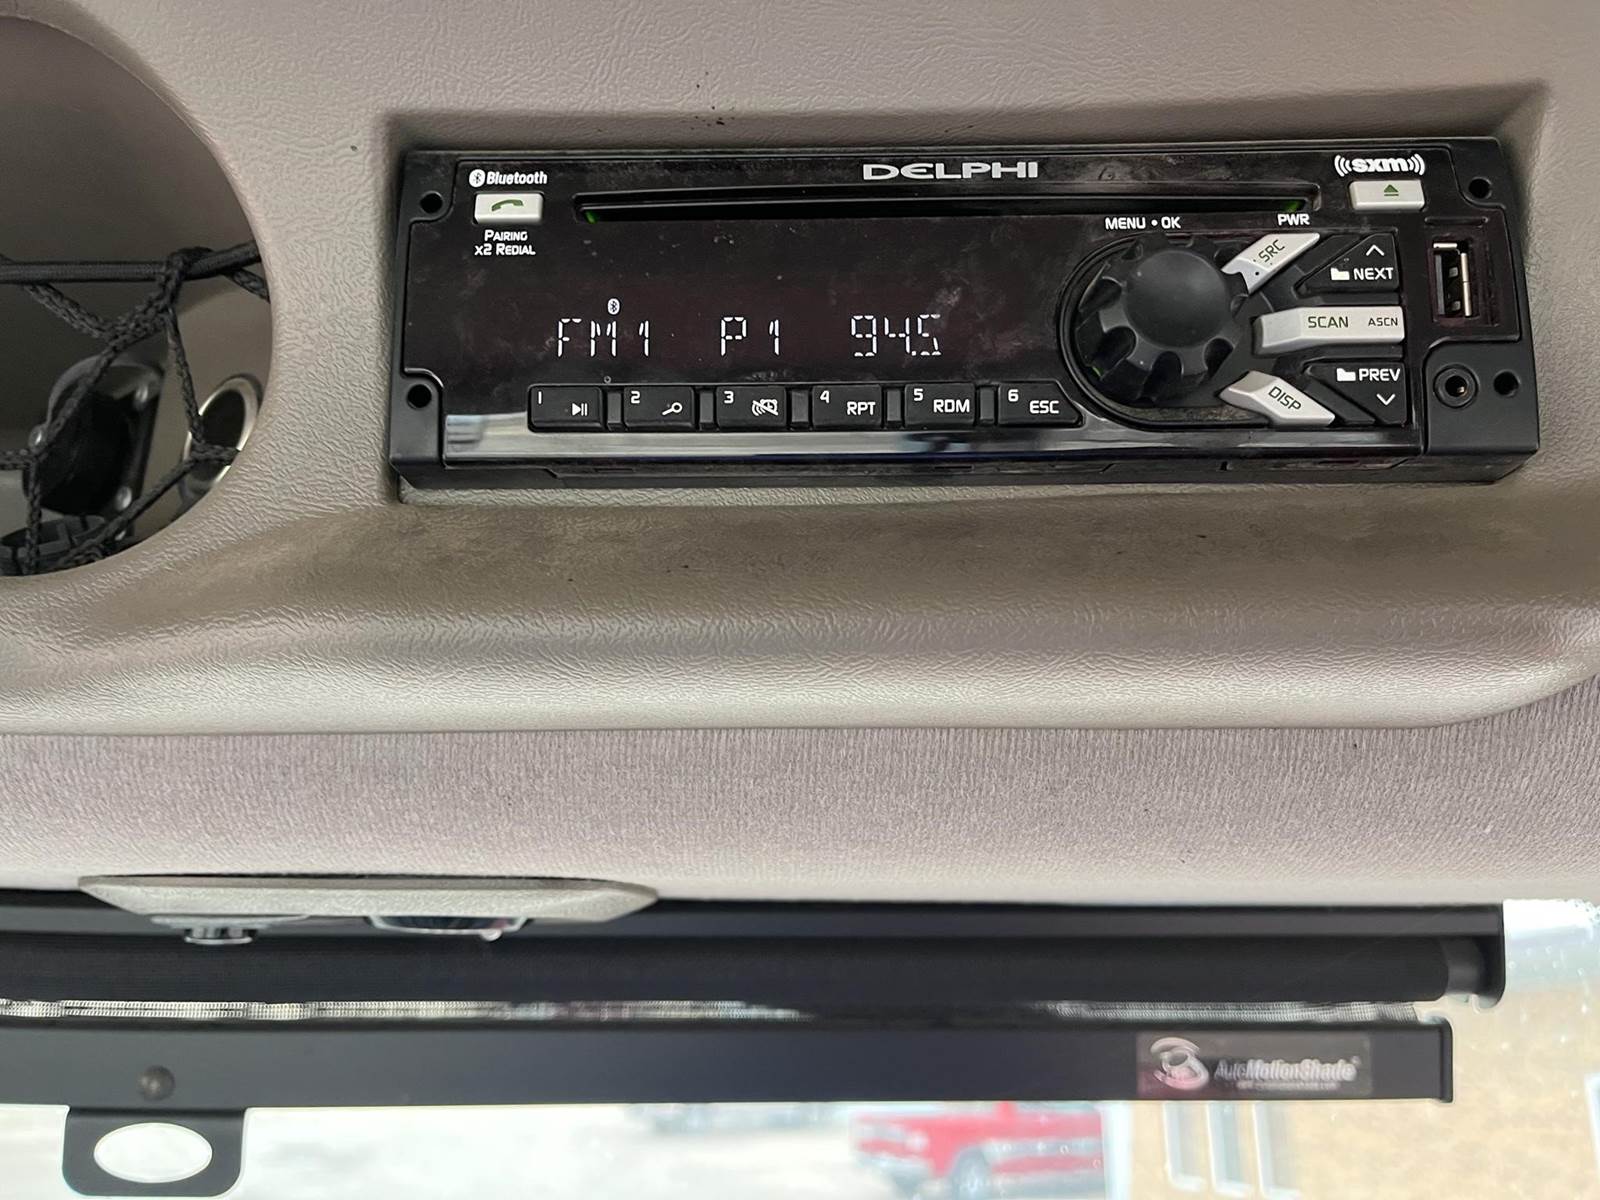 DELPHI
Bluetooth
PAIRING
x2 REDIAL
sxm
MENU • OK
PWR
SRC
NEXT
SCAN ASCN
PREV
DISP
FM1 P1 94.5
1
2
3
4 RPT
5 RDM
6 ESC
AutoMotionShade